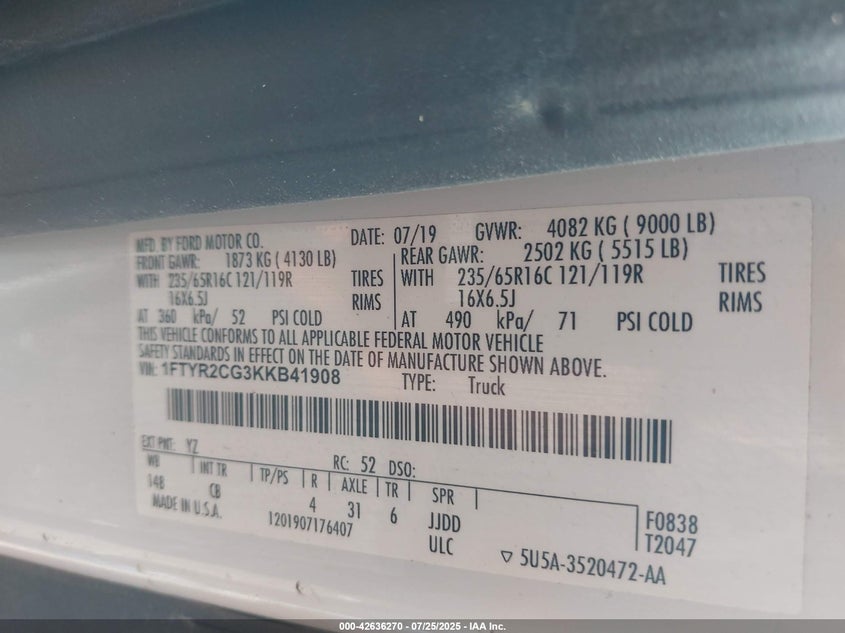 MFD. BY FORD MOTOR CO. DATE: 07/19 GVWR: 4082 KG ( 9000 LB)
FRONT GAWR: 1873 KG ( 4130 LB) REAR GAWR: 2502 KG ( 5515 LB)
WITH 235/65R16C 121/119R TIRES WITH 235/65R16C 121/119R TIRES
16X6.5J RIMS 16X6.5J RIMS
AT 360 kPa/ 52 PSI COLD AT 490 kPa/ 71 PSI COLD
THIS VEHICLE CONFORMS TO ALL APPLICABLE FEDERAL MOTOR VEHICLE
SAFETY STANDARDS IN EFFECT ON THE DATE OF MANUFACTURE SHOWN ABOVE.
VIN: 1FTYR2CG3KKB41908 TYPE: Truck
EXT PNT: YZ RC: 52 DSO:
WB INT TR TP/PS R AXLE TR SPR
148 CB 4 31 6 JJDD F0838
MADE IN U.S.A. 1201907176407 ULC T2047
▽ 5U5A-3520472-AA
000-42636270 - 07/25/2025 - IAA Inc.